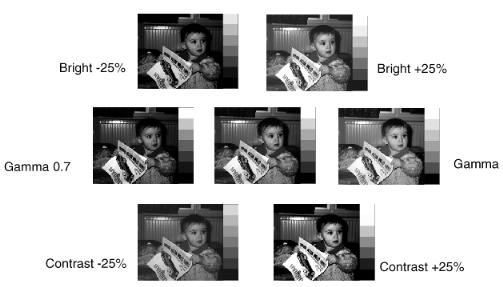 Bright -25%
Bright +25%
Gamma 0.7
Gamma
Contrast -25%
Contrast +25%